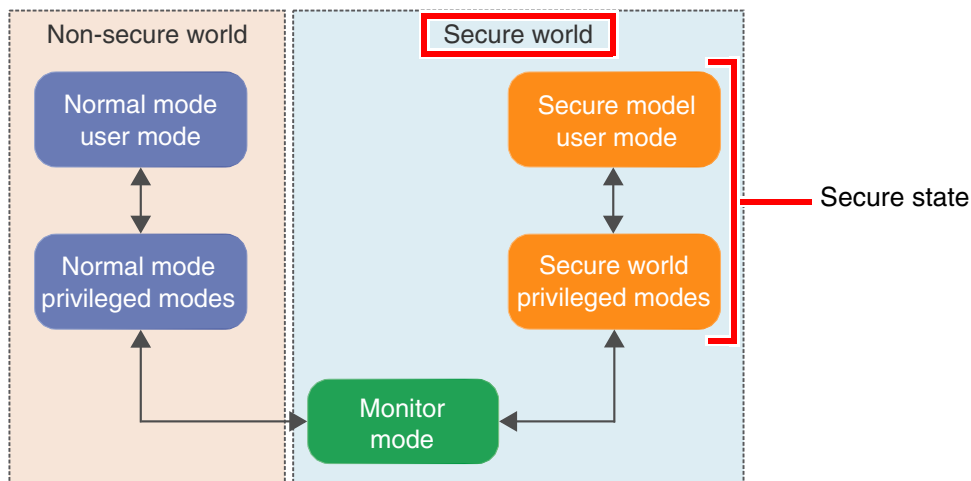 Non-secure world
Secure world
Normal mode
user mode
Secure model
user mode
Secure state
Normal mode
privileged modes
Secure world
privileged modes
Monitor
mode